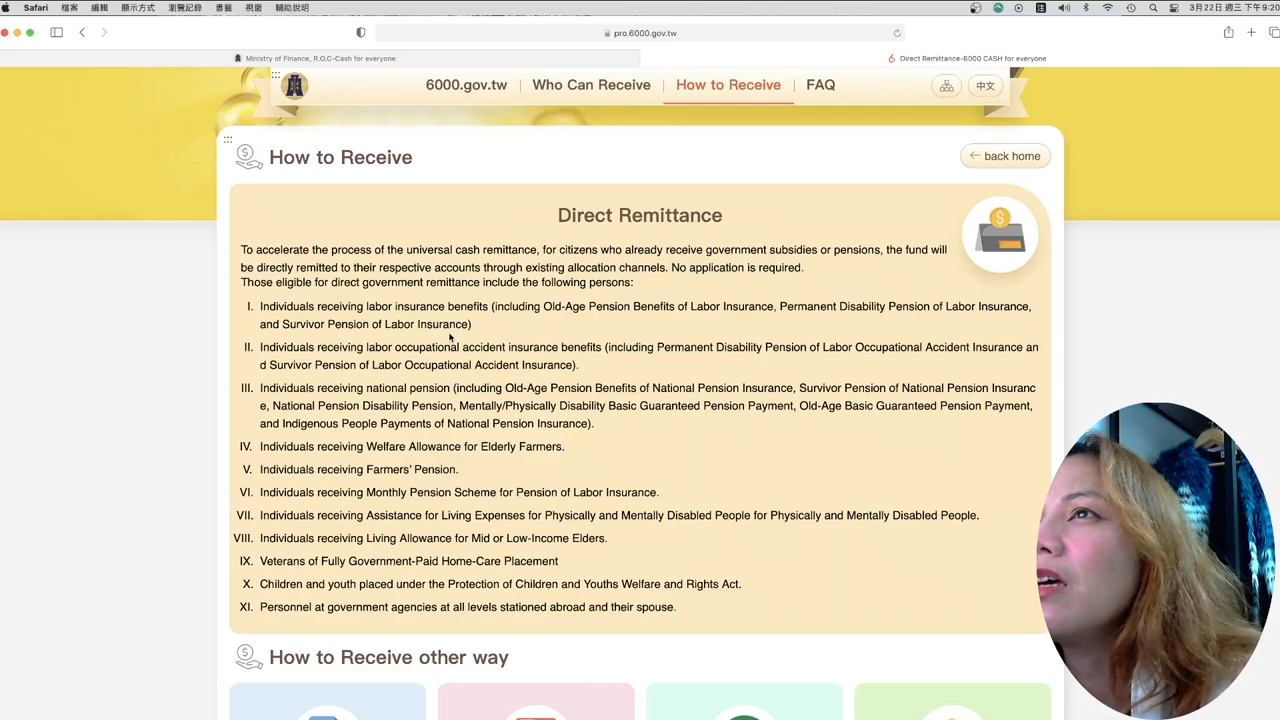 Safari 檔案 編輯 顯示方式 瀏覽記錄 書籤 視窗 輔助說明 注 3月22日 週三 下午9:20
pro.6000.gov.tw
Ministry of Finance, R.O.C-Cash for everyone
Direct Remittance-6000 CASH for everyone
:::
6000.gov.tw | Who Can Receive | How to Receive | FAQ 中文
:::
How to Receive
← back home
Direct Remittance
To accelerate the process of the universal cash remittance, for citizens who already receive government subsidies or pensions, the fund will
be directly remitted to their respective accounts through existing allocation channels. No application is required.
Those eligible for direct government remittance include the following persons:
I. Individuals receiving labor insurance benefits (including Old-Age Pension Benefits of Labor Insurance, Permanent Disability Pension of Labor Insurance,
and Survivor Pension of Labor Insurance)
II. Individuals receiving labor occupational accident insurance benefits (including Permanent Disability Pension of Labor Occupational Accident Insurance an
d Survivor Pension of Labor Occupational Accident Insurance).
III. Individuals receiving national pension (including Old-Age Pension Benefits of National Pension Insurance, Survivor Pension of National Pension Insuranc
e, National Pension Disability Pension, Mentally/Physically Disability Basic Guaranteed Pension Payment, Old-Age Basic Guaranteed Pension Payment,
and Indigenous People Payments of National Pension Insurance).
IV. Individuals receiving Welfare Allowance for Elderly Farmers.
V. Individuals receiving Farmers' Pension.
VI. Individuals receiving Monthly Pension Scheme for Pension of Labor Insurance.
VII. Individuals receiving Assistance for Living Expenses for Physically and Mentally Disabled People for Physically and Mentally Disabled People.
VIII. Individuals receiving Living Allowance for Mid or Low-Income Elders.
IX. Veterans of Fully Government-Paid Home-Care Placement
X. Children and youth placed under the Protection of Children and Youths Welfare and Rights Act.
XI. Personnel at government agencies at all levels stationed abroad and their spouse.
How to Receive other way